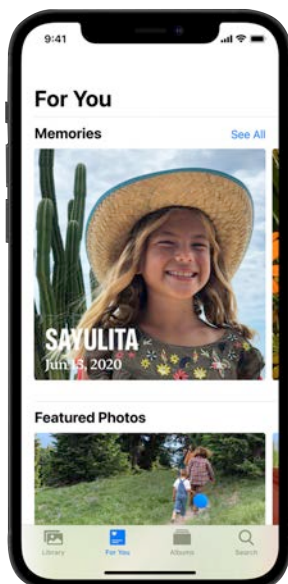 9:41
For You
Memories See All
SAYULITA
Jun 13, 2020
Featured Photos
Library For You Albums Search